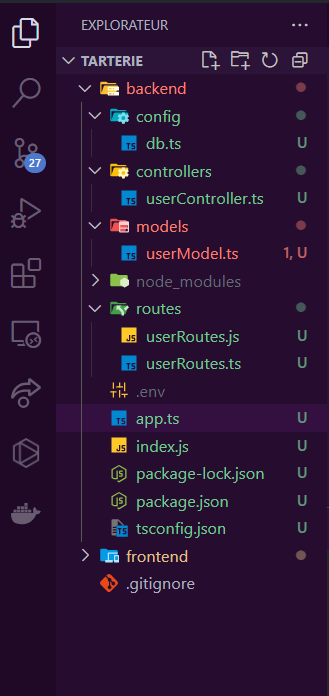 EXPLORATEUR
TARTERIE
backend
config
TS db.ts U
controllers
TS userController.ts U
models
TS userModel.ts 1, U
node_modules
27
routes
JS userRoutes.js U
TS userRoutes.ts U
.env
TS app.ts U
JS index.js U
package-lock.json U
package.json U
TS tsconfig.json U
frontend
.gitignore